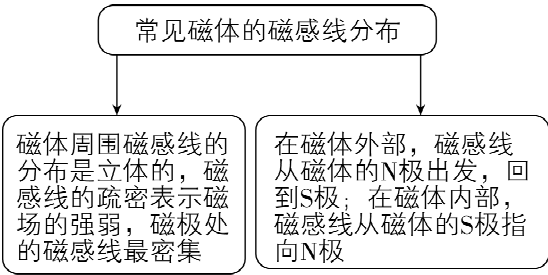 常见磁体的磁感线分布
磁体周围磁感线的
分布是立体的，磁
感线的疏密表示磁
场的强弱，磁极处
的磁感线最密集
在磁体外部，磁感线
从磁体的N极出发，回
到S极；在磁体内部，
磁感线从磁体的S极指
向N极